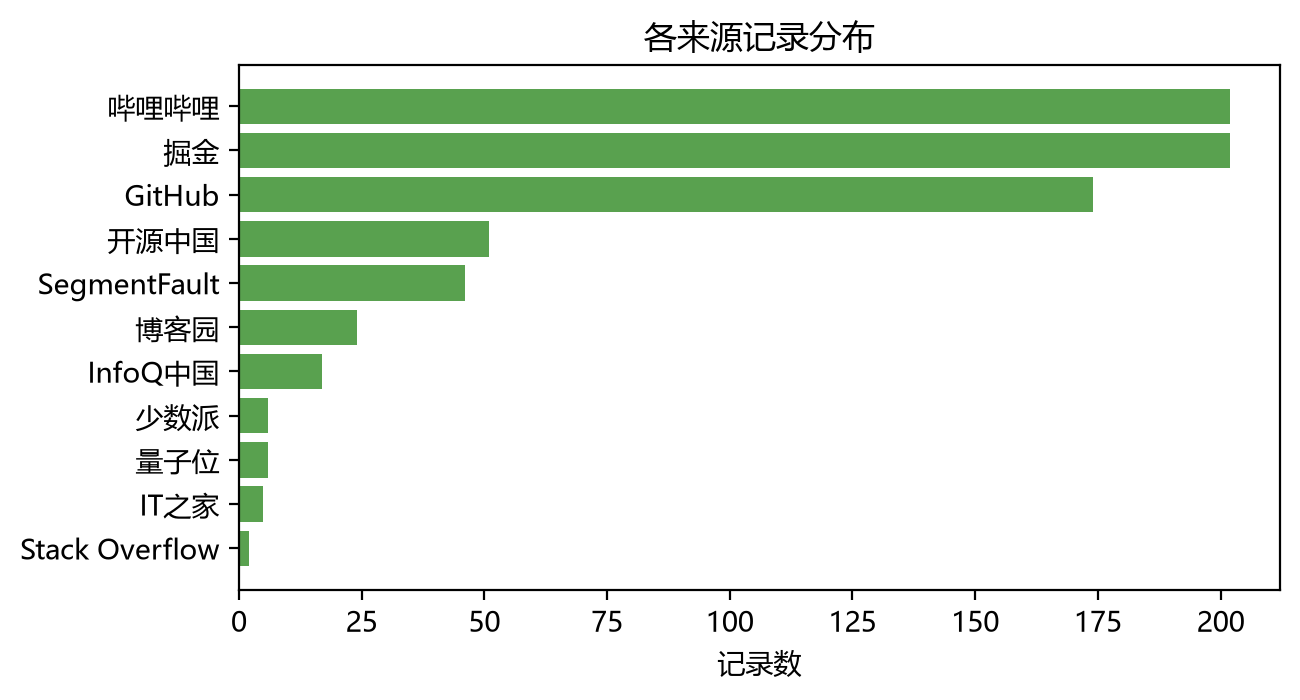 各来源记录分布
哔哩哔哩
掘金
GitHub
开源中国
SegmentFault
博客园
InfoQ中国
少数派
量子位
IT之家
Stack Overflow
0 25 50 75 100 125 150 175 200
记录数